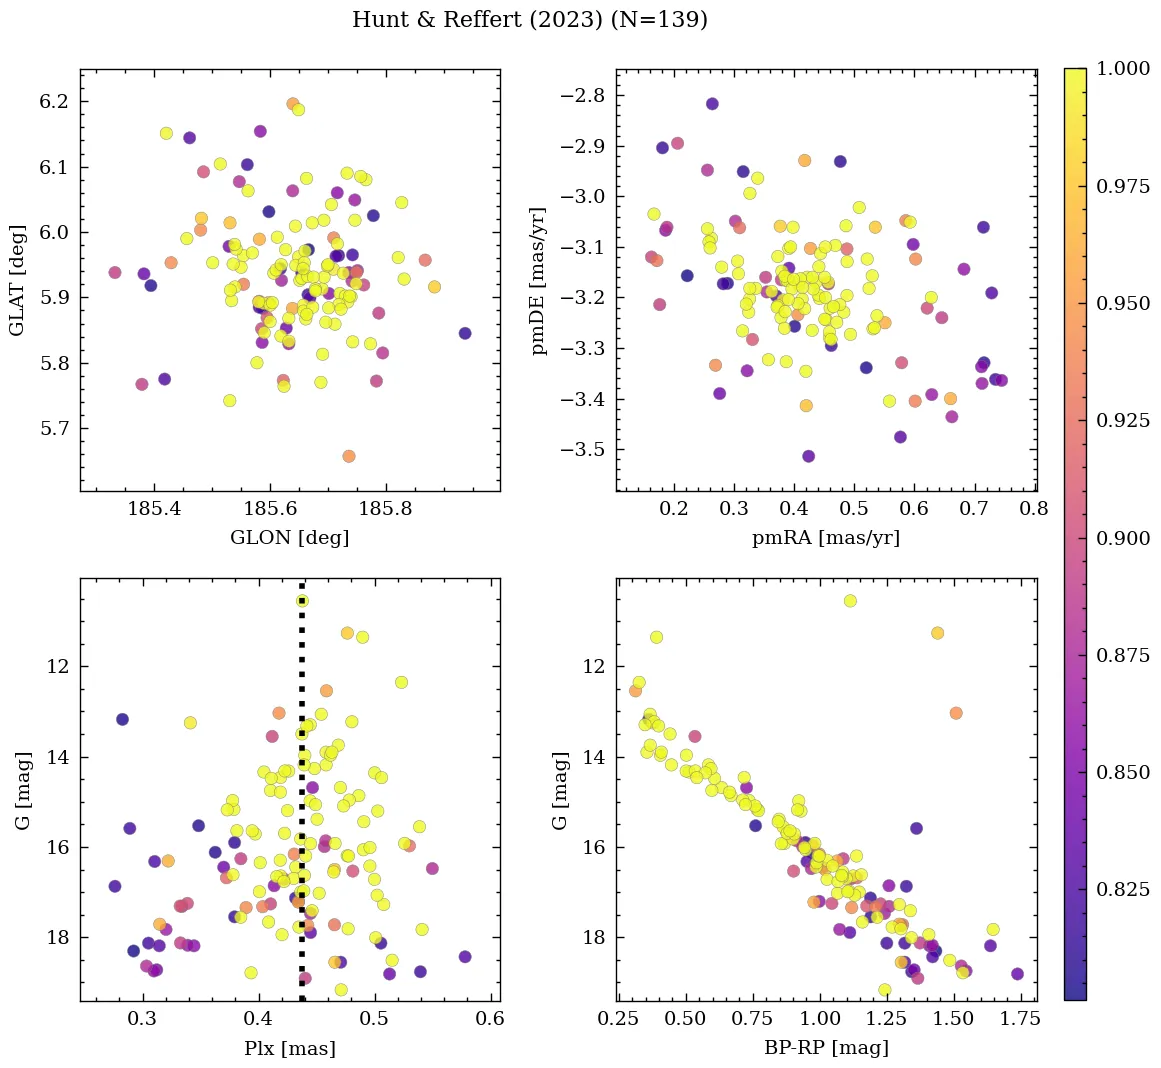 Hunt & Reffert (2023) (N=139)
6.2
6.1
6.0
5.9
5.8
5.7
GLAT [deg]
185.4 185.6 185.8
GLON [deg]
−2.8
−2.9
−3.0
−3.1
−3.2
−3.3
−3.4
−3.5
pmDE [mas/yr]
0.2 0.3 0.4 0.5 0.6 0.7 0.8
pmRA [mas/yr]
12
14
16
18
G [mag]
0.3 0.4 0.5 0.6
Plx [mas]
12
14
16
18
G [mag]
0.25 0.50 0.75 1.00 1.25 1.50 1.75
BP-RP [mag]
1.000
0.975
0.950
0.925
0.900
0.875
0.850
0.825